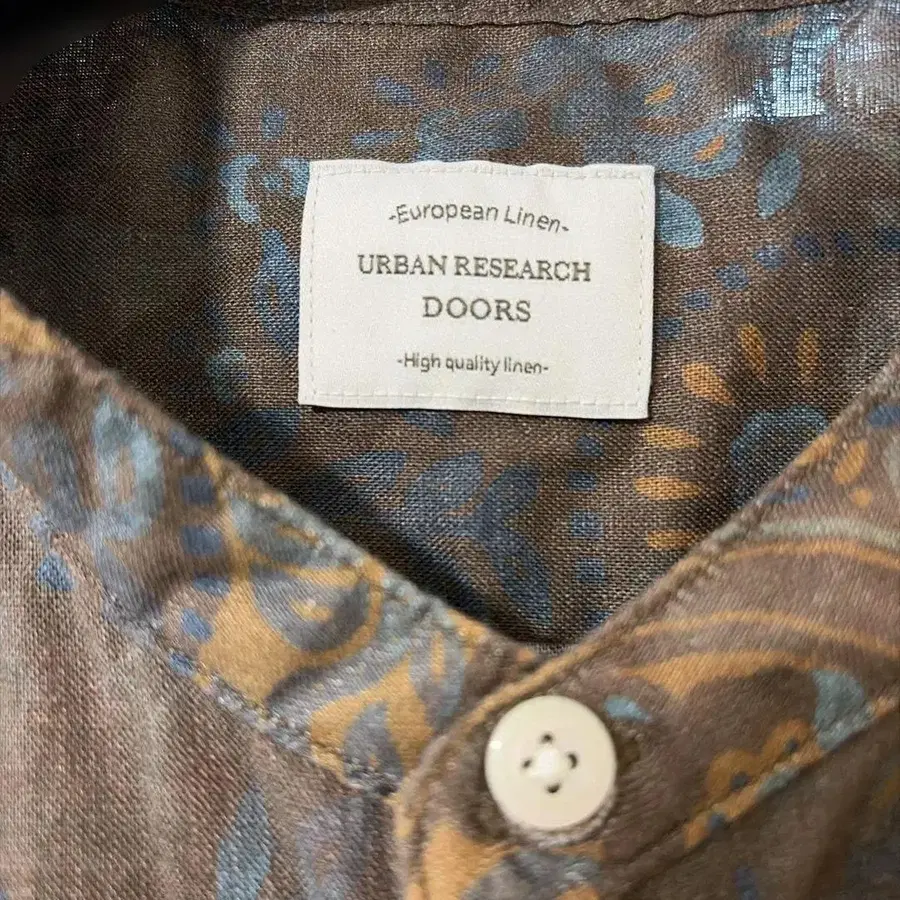 -European Linen-
URBAN RESEARCH
DOORS
-High quality linen-